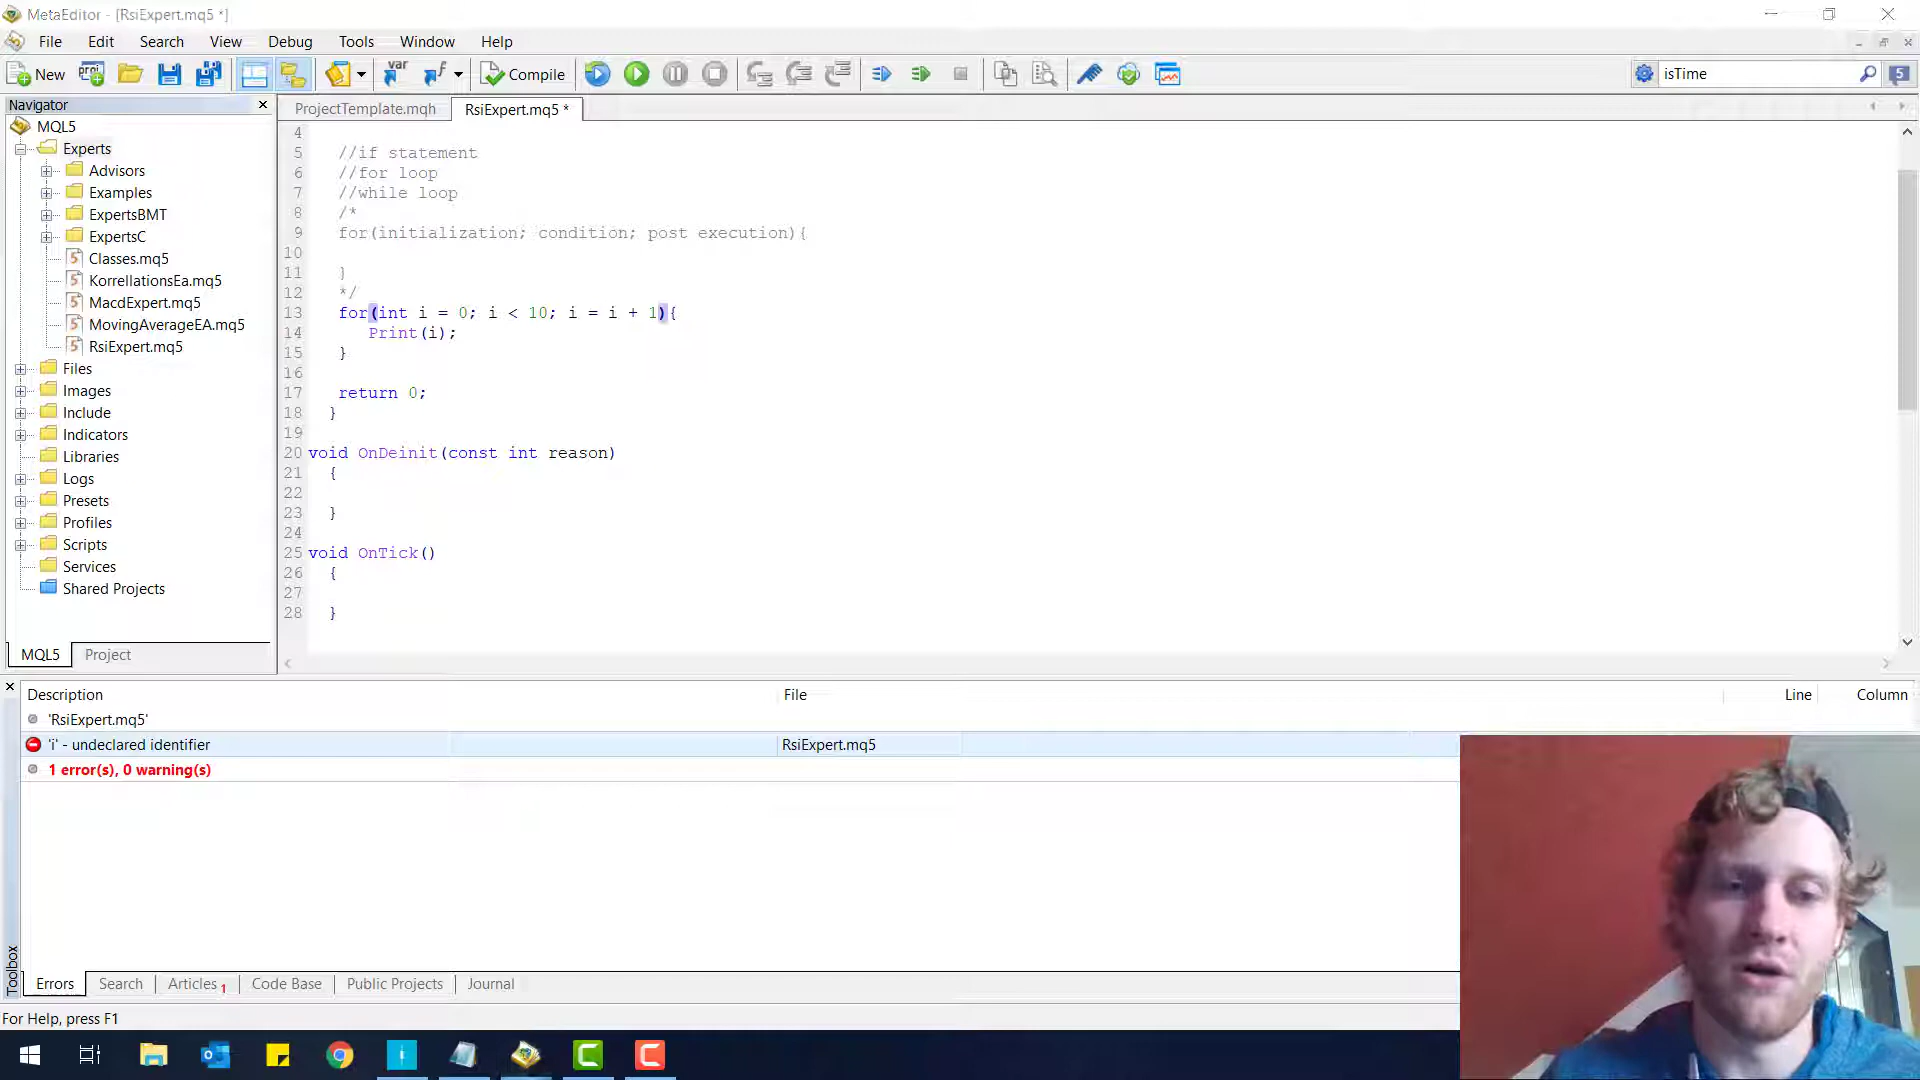 MetaEditor - [RsiExpert.mq5 *]
File Edit Search View Debug Tools Window Help
New Compile isTime 5
Navigator
ProjectTemplate.mqh RsiExpert.mq5 *
MQL5
Experts
Advisors
Examples
ExpertsBMT
ExpertsC
Classes.mq5
KorrellationsEa.mq5
MacdExpert.mq5
MovingAverageEA.mq5
RsiExpert.mq5
Files
Images
Include
Indicators
Libraries
Logs
Presets
Profiles
Scripts
Services
Shared Projects
MQL5 Project
4
5 //if statement
6 //for loop
7 //while loop
8 /*
9 for(initialization; condition; post execution){
10
11 }
12 */
13 for(int i = 0; i < 10; i = i + 1){
14 Print(i);
15 }
16
17 return 0;
18 }
19
20 void OnDeinit(const int reason)
21 {
22
23 }
24
25 void OnTick()
26 {
27
28 }
Description File Line Column
'RsiExpert.mq5'
'i' - undeclared identifier RsiExpert.mq5
1 error(s), 0 warning(s)
Toolbox
Errors Search Articles 1 Code Base Public Projects Journal
For Help, press F1